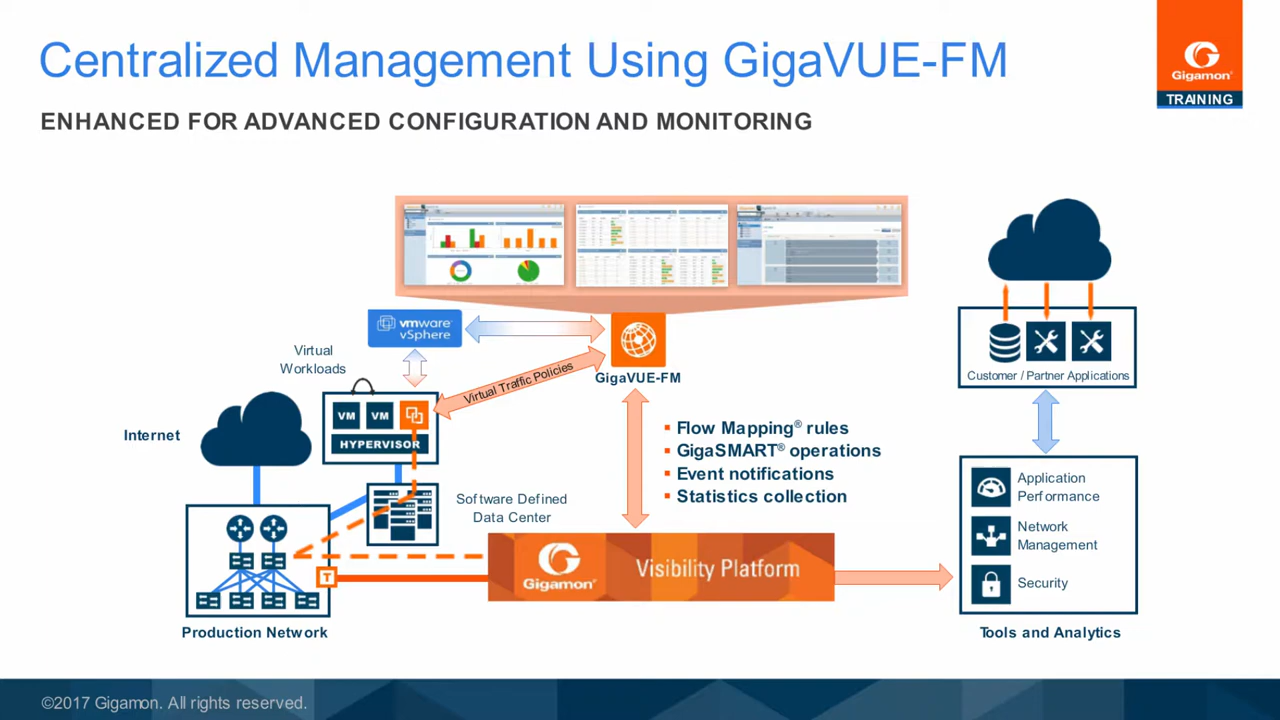 Centralized Management Using GigaVUE-FM
ENHANCED FOR ADVANCED CONFIGURATION AND MONITORING
Gigamon®
TRAINING
vmware®
vSphere
Virtual
Workloads
Virtual Traffic Policies
GigaVUE-FM
Customer / Partner Applications
VM
VM
HYPERVISOR
Internet
Flow Mapping® rules
GigaSMART® operations
Event notifications
Statistics collection
Software Defined
Data Center
Application
Performance
Network
Management
Security
T
Gigamon®
Visibility Platform
Production Network
Tools and Analytics
©2017 Gigamon. All rights reserved.